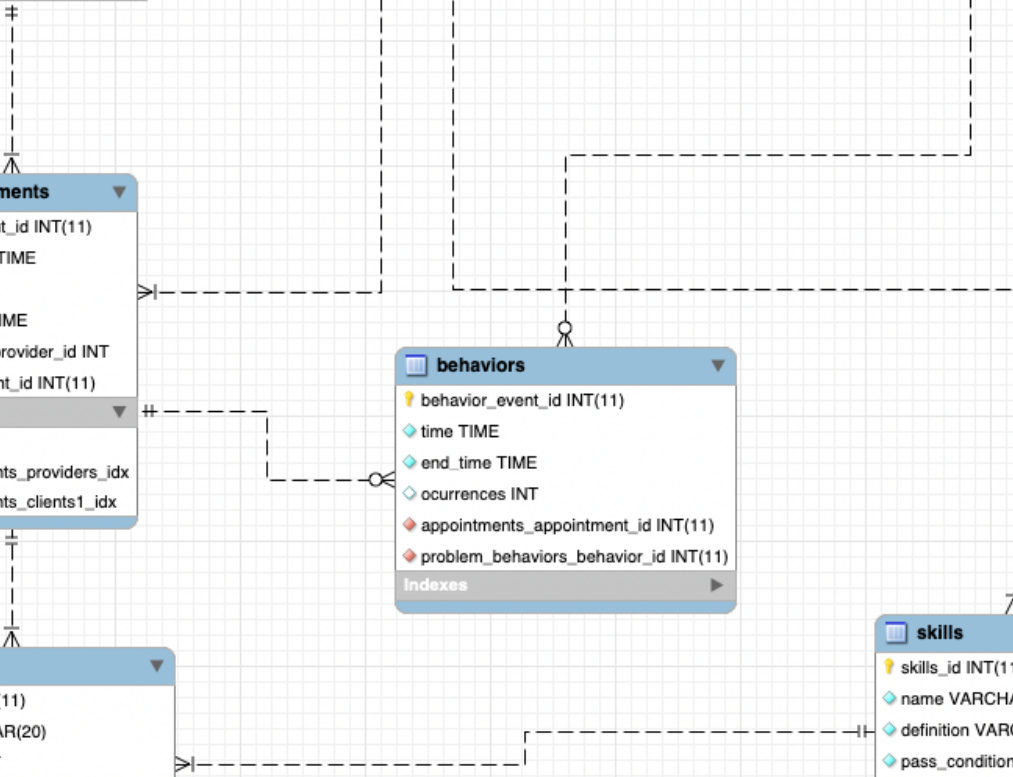 ments
t_id INT(11)
TIME
IME
rovider_id INT
nt_id INT(11)
nts_providers_idx
nts_clients1_idx
behaviors
behavior_event_id INT(11)
time TIME
end_time TIME
ocurrences INT
appointments_appointment_id INT(11)
problem_behaviors_behavior_id INT(11)
Indexes
(11)
AR(20)
skills
skills_id INT(11
name VARCHA
definition VARC
pass_condition